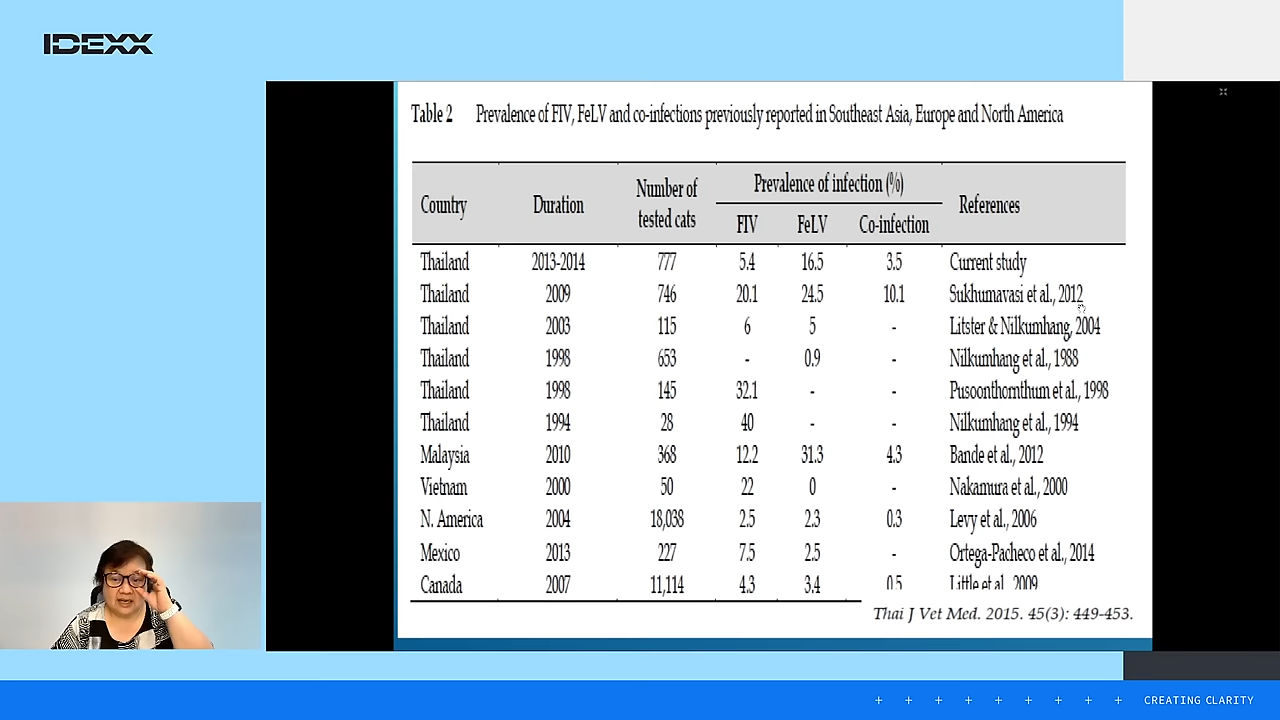 IDEXX
Table 2 Prevalence of FIV, FeLV and co-infections previously reported in Southeast Asia, Europe and North America
Country Duration Number of tested cats Prevalence of infection (%) References
FIV FeLV Co-infection
Thailand 2013-2014 777 5.4 16.5 3.5 Current study
Thailand 2009 746 20.1 24.5 10.1 Sukhumavasi et al., 2012
Thailand 2003 115 6 5 - Litster & Nilkumhang, 2004
Thailand 1998 653 - 0.9 - Nilkumhang et al., 1988
Thailand 1998 145 32.1 - - Pusoonthornthum et al., 1998
Thailand 1994 28 40 - - Nilkumhang et al., 1994
Malaysia 2010 368 12.2 31.3 4.3 Bande et al., 2012
Vietnam 2000 50 22 0 - Nakamura et al., 2000
N. America 2004 18,038 2.5 2.3 0.3 Levy et al., 2006
Mexico 2013 227 7.5 2.5 - Ortega-Pacheco et al., 2014
Canada 2007 11,114 4.3 3.4 0.5 Little et al., 2009
Thai J Vet Med. 2015. 45(3): 449-453.
CREATING CLARITY